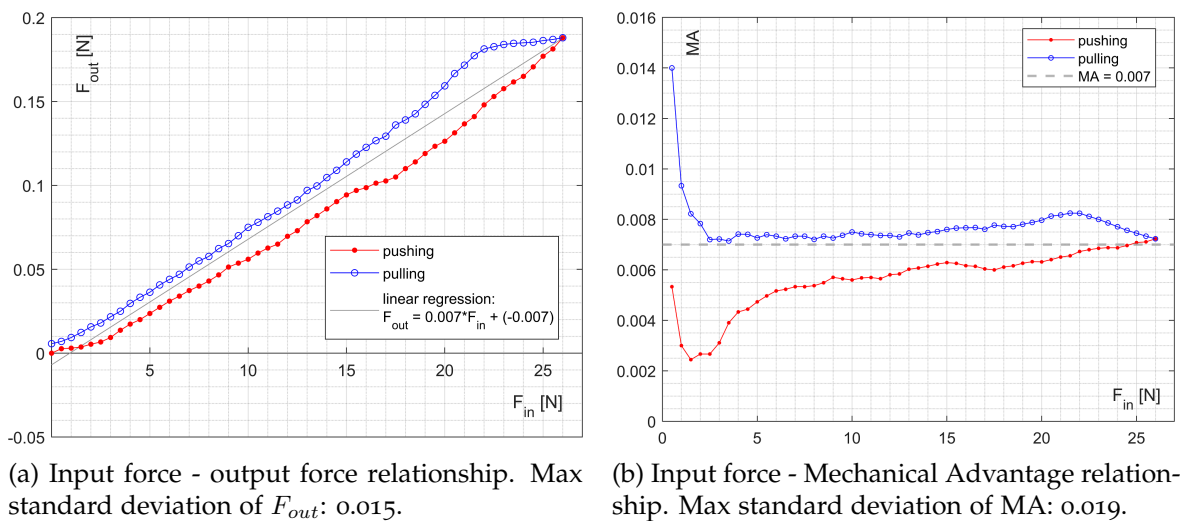 0.2
0.15
0.1
0.05
0
-0.05
F_out [N]
5
10
15
20
25
F_in [N]
pushing
pulling
linear regression:
F_out = 0.007*F_in + (-0.007)
(a) Input force - output force relationship. Max
standard deviation of F_out: 0.015.
0.016
0.014
0.012
0.01
0.008
0.006
0.004
0.002
0
MA
0
5
10
15
20
25
F_in [N]
pushing
pulling
MA = 0.007
(b) Input force - Mechanical Advantage relation-
ship. Max standard deviation of MA: 0.019.